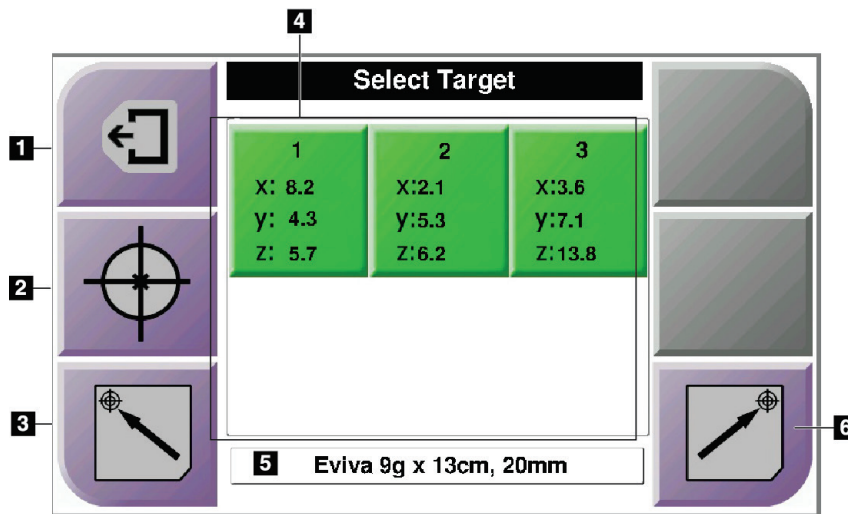 4
Select Target
1
2
3
5
6
1 2 3
x: 8.2 x:2.1 x:3.6
y: 4.3 y:5.3 y:7.1
z: 5.7 z:6.2 z:13.8
Eviva 9g x 13cm, 20mm